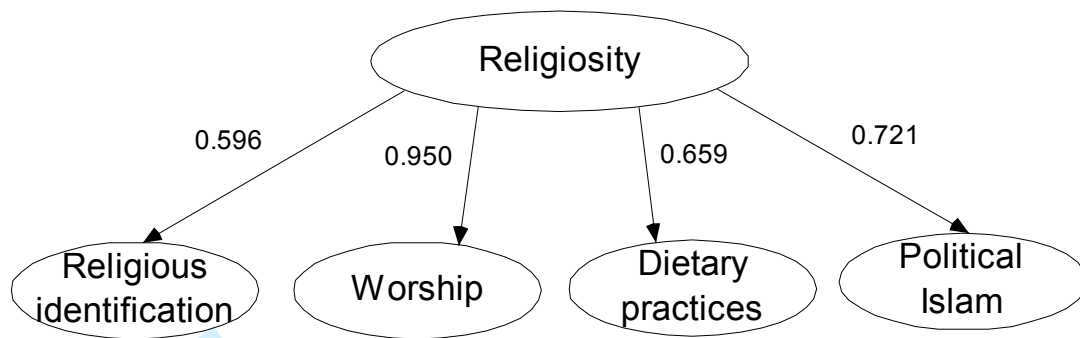 Religiosity
0.596
0.950
0.659
0.721
Religious
identification
Worship
Dietary
practices
Political
Islam